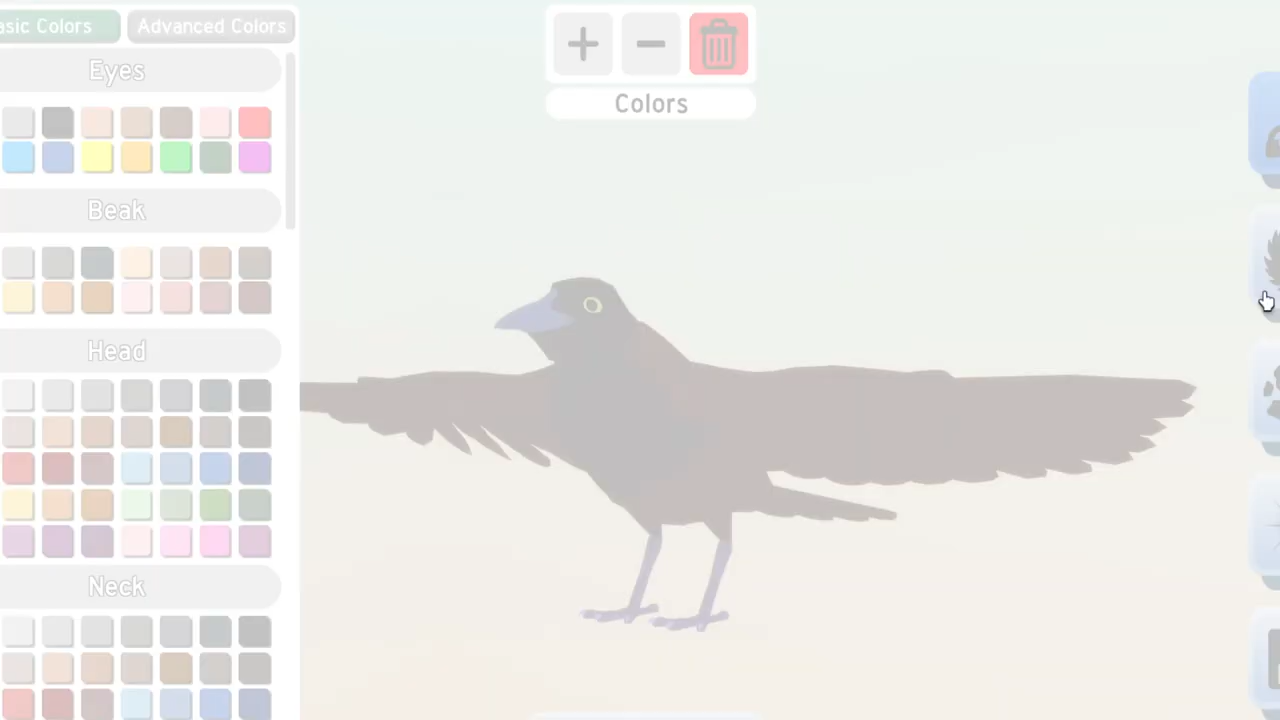 asic Colors
Advanced Colors
Colors
Eyes
Beak
Head
Neck